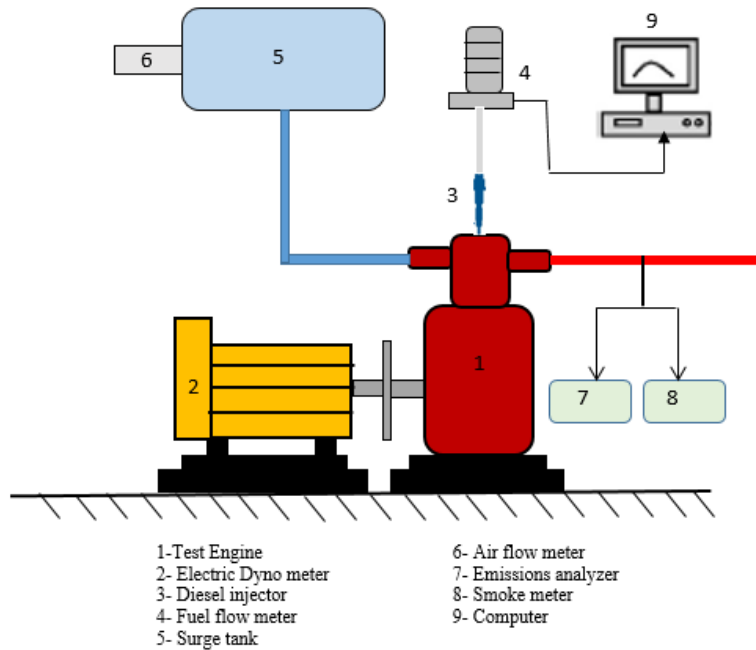 9
6
5
4
3
1
2
7
8
1-Test Engine
2- Electric Dyno meter
3- Diesel injector
4- Fuel flow meter
5- Surge tank
6- Air flow meter
7- Emissions analyzer
8- Smoke meter
9- Computer